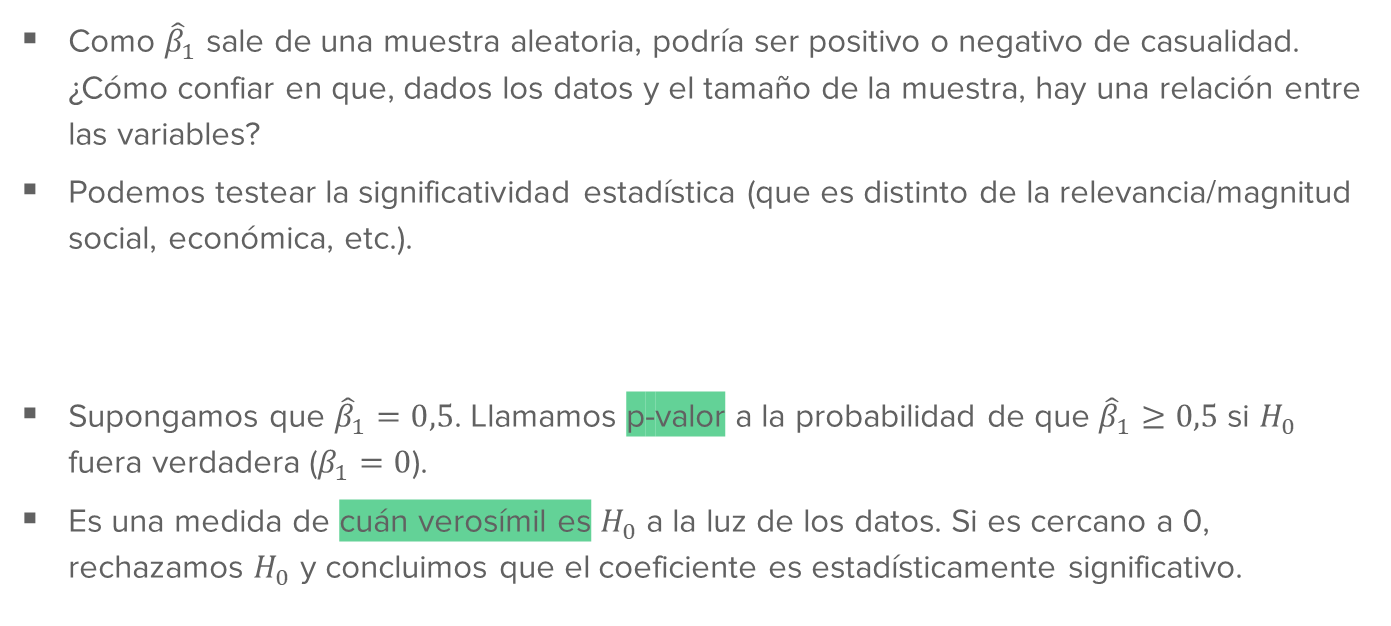 ▪ Como β̂₁ sale de una muestra aleatoria, podría ser positivo o negativo de casualidad.
¿Cómo confiar en que, dados los datos y el tamaño de la muestra, hay una relación entre
las variables?
▪ Podemos testear la significatividad estadística (que es distinto de la relevancia/magnitud
social, económica, etc.).
▪ Supongamos que β̂₁ = 0,5. Llamamos p-valor a la probabilidad de que β̂₁ ≥ 0,5 si H₀
fuera verdadera (β₁ = 0).
▪ Es una medida de cuán verosímil es H₀ a la luz de los datos. Si es cercano a 0,
rechazamos H₀ y concluimos que el coeficiente es estadísticamente significativo.